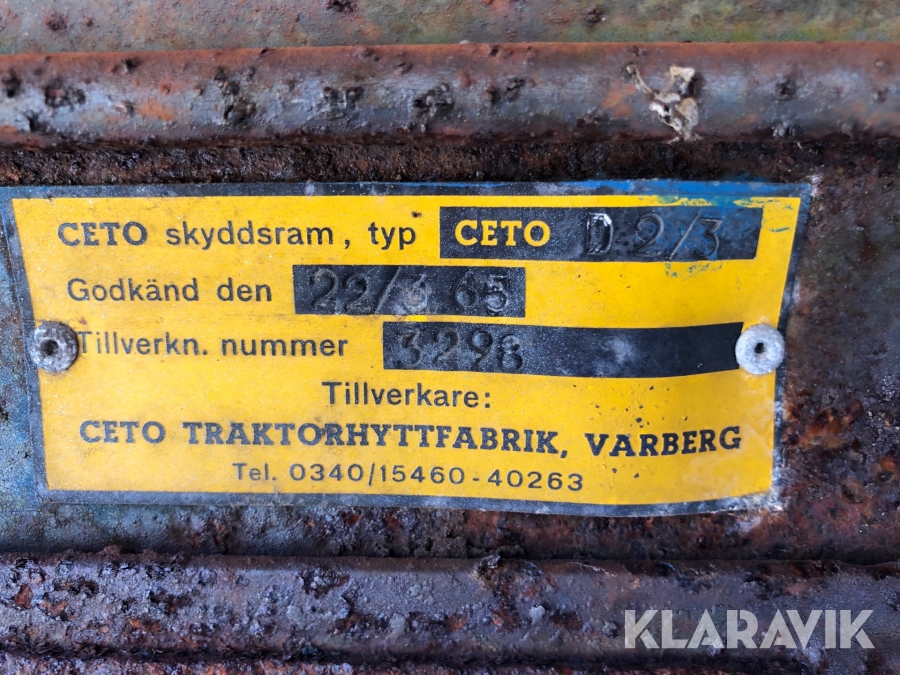 CETO skyddsram, typ CETO D 2/3
Godkänd den 22/3 65
Tillverkn. nummer 3298
Tillverkare:
CETO TRAKTORHYTTFABRIK, VARBERG
Tel. 0340/15460-40263
KLARAVIK